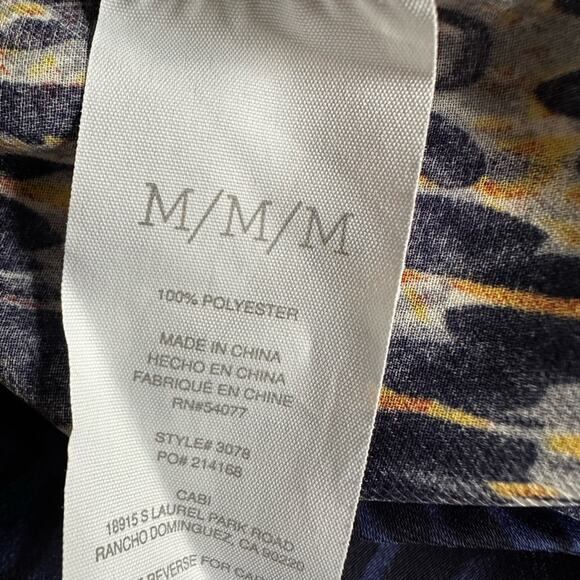 M/M/M
100% POLYESTER
MADE IN CHINA
HECHO EN CHINA
FABRIQUÉ EN CHINE
RN#54077
STYLE# 3078
PO# 214168
CABI
18915 S LAUREL PARK ROAD
RANCHO DOMINGUEZ, CA 90220
REVERSE FOR